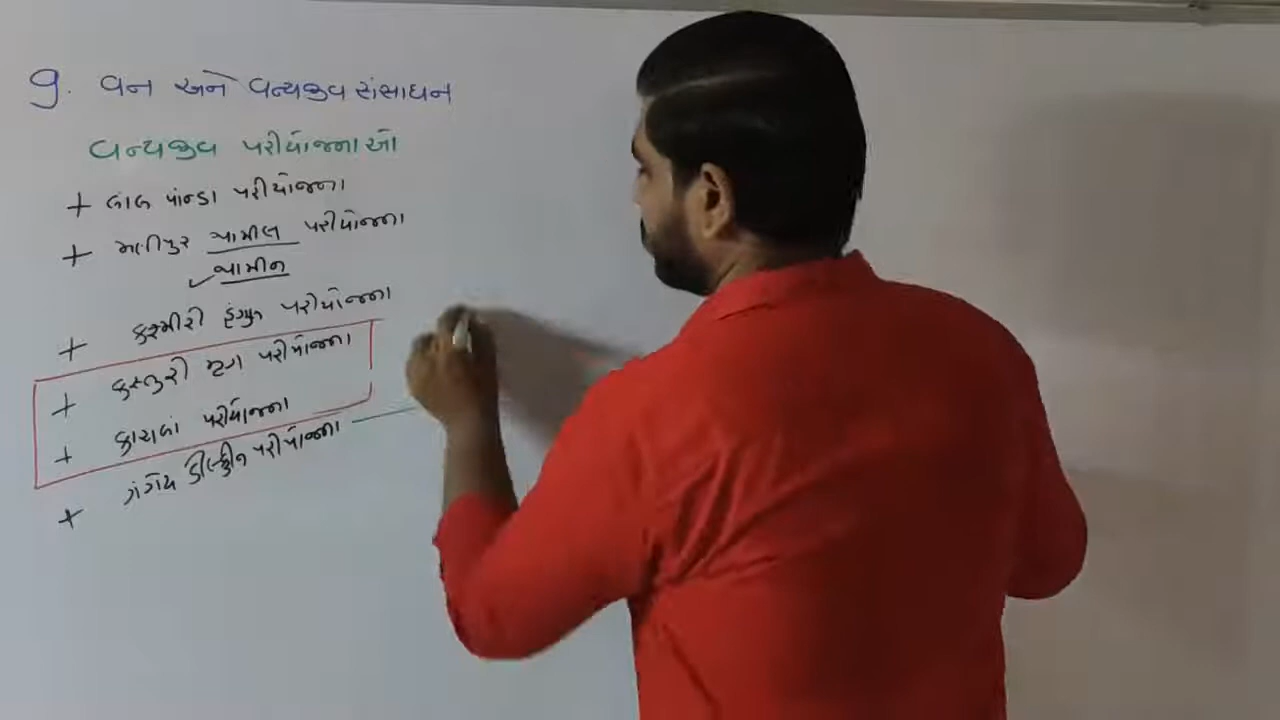 9. વન અને વન્યજીવ સંસાધન
વન્યજીવ પરીયોજનાઓ
+ લાલ પાંન્ડા પરીયોજના
+ મણીપુર થામીલ પરીયોજના
✓થામીન
+ કશ્મીરી હંગુલ પરીયોજના
+ કસ્તુરી મૃગ પરીયોજના
+ કાચબાં પરીયોજના
+ ગંગેય ડોલ્ફીન પરીયોજના